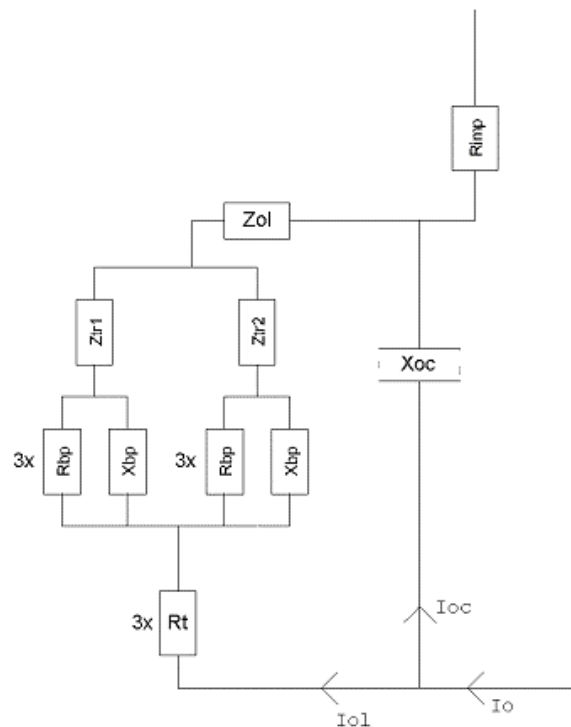 Rimp
Zol
Ztr1
Ztr2
Xoc
3x
Rbp
Xbp
3x
Rbp
Xbp
3x
Rt
Ioc
Iol
Io